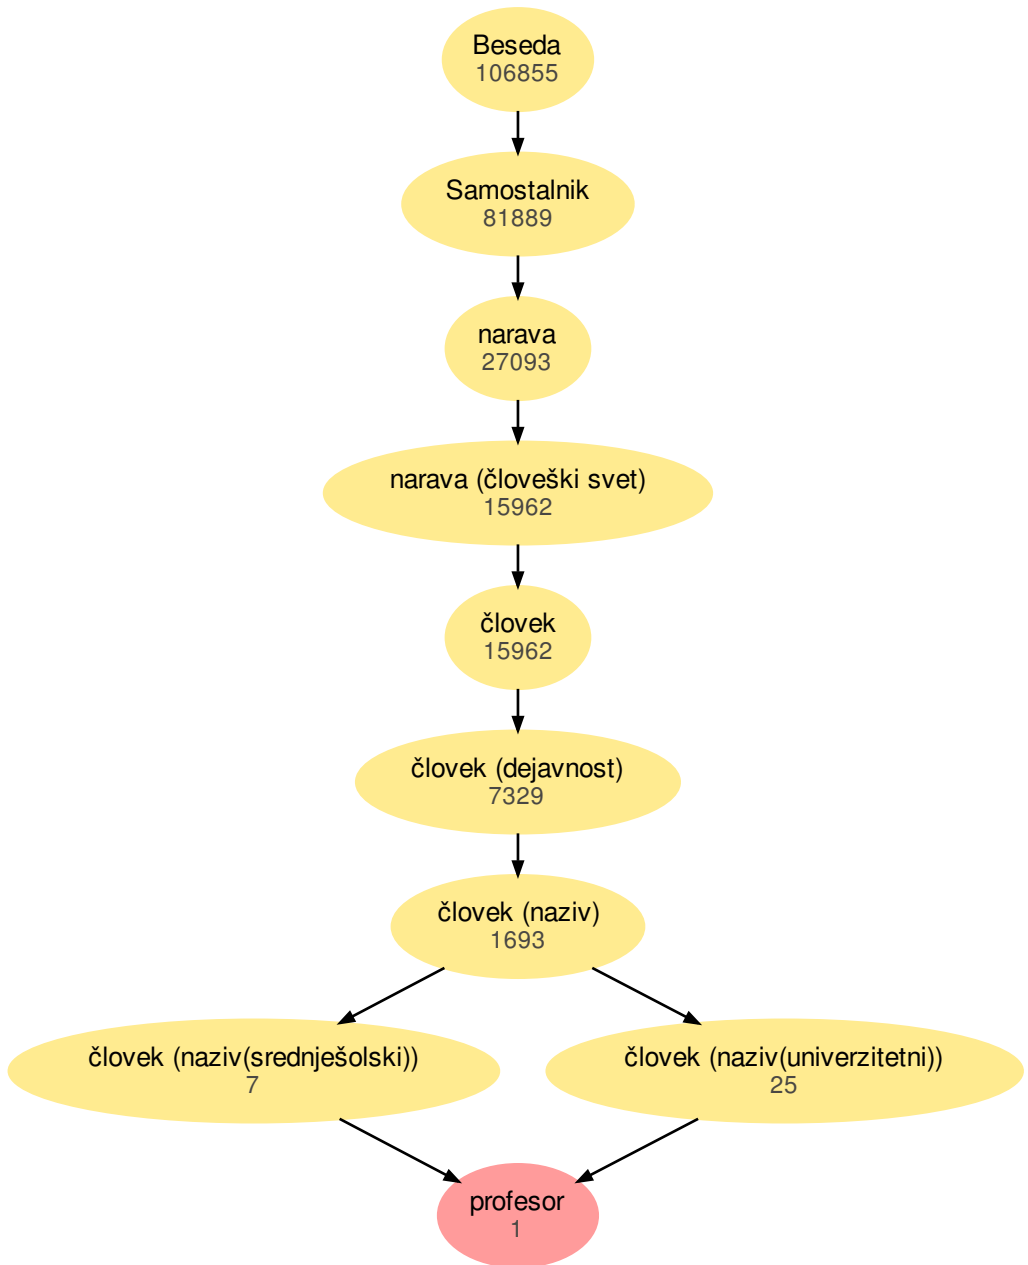 Beseda
106855
Samostalnik
81889
narava
27093
narava (človeški svet)
15962
človek
15962
človek (dejavnost)
7329
človek (naziv)
1693
človek (naziv(srednješolski))
7
človek (naziv(univerzitetni))
25
profesor
1